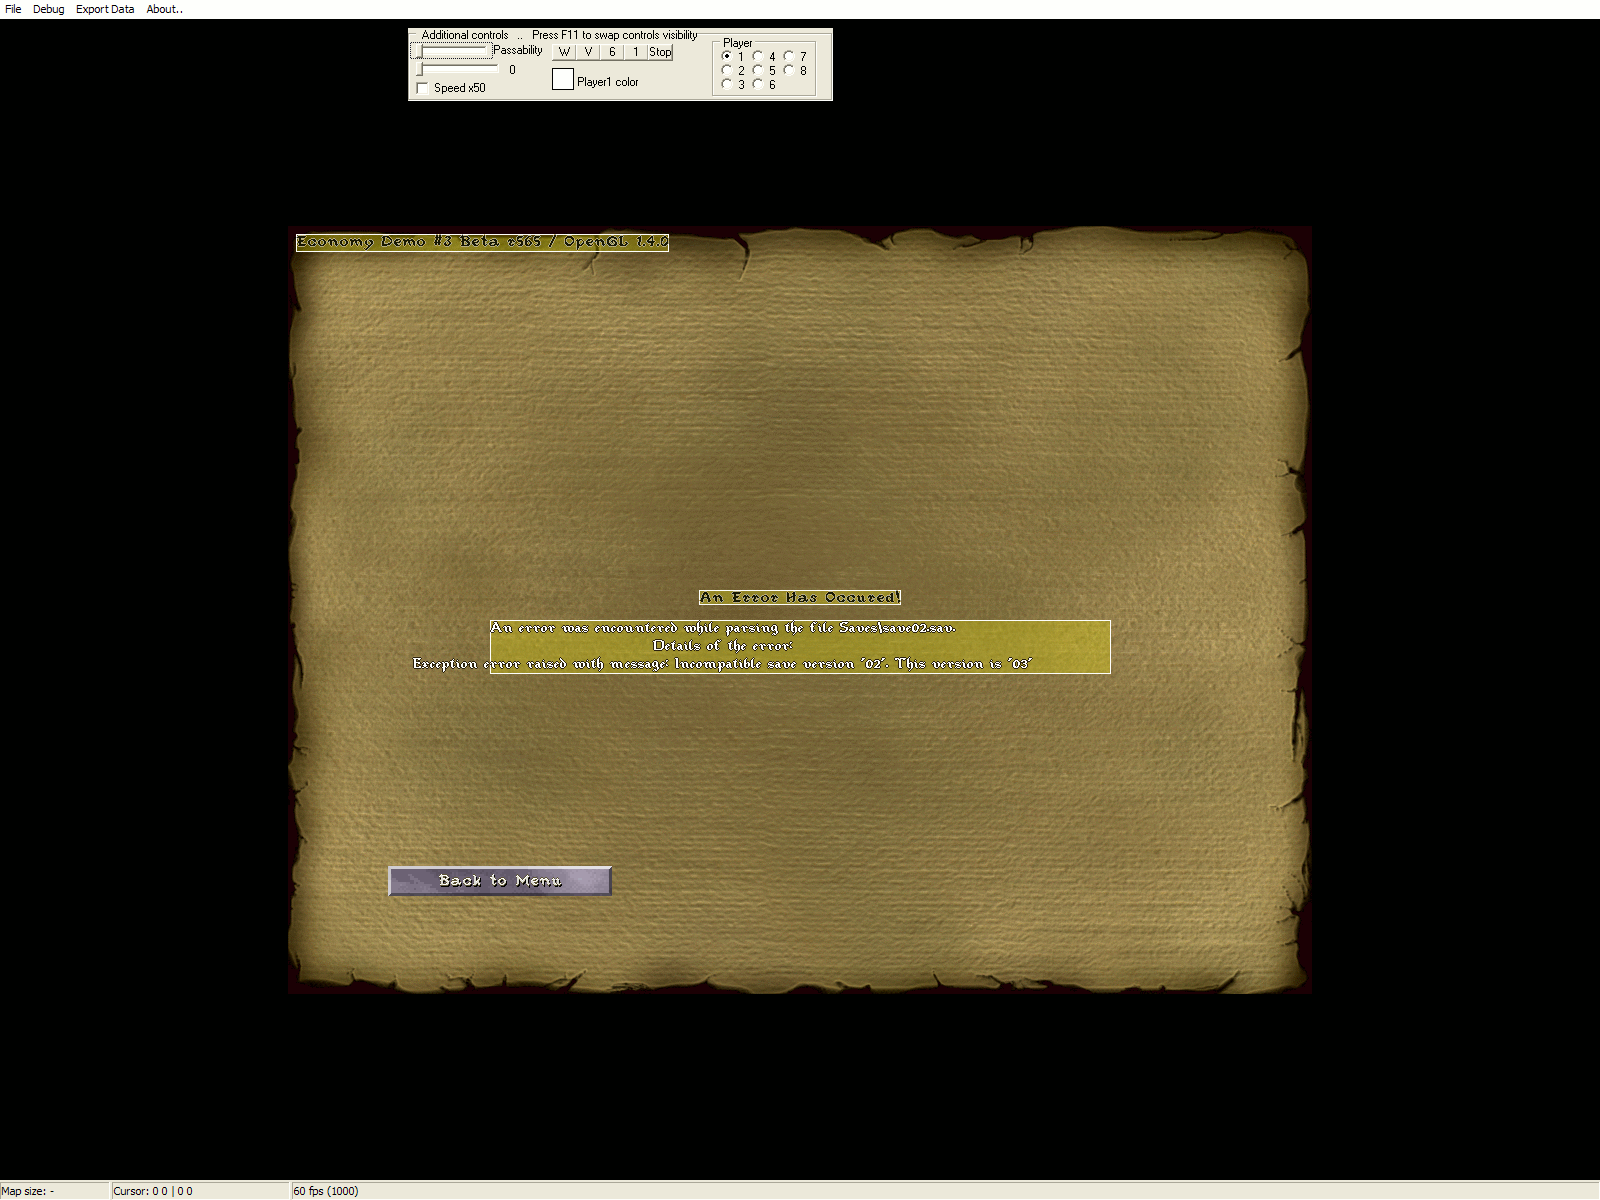 File Debug Export Data About..
Additional controls .. Press F11 to swap controls visibility
Passability W V 6 1 Stop
0
Speed x50
Player1 color
Player
1 4 7
2 5 8
3 6
Economy Demo #3 Beta r565 / OpenGL 1.4.0
An Error Has Occured!
An error was encountered while parsing the file Saves\save02.sav.
Details of the error:
Exception error raised with message: Incompatible save version '02'. This version is '03'
Back to Menu
Map size: - Cursor: 0 0 | 0 0 60 fps (1000)